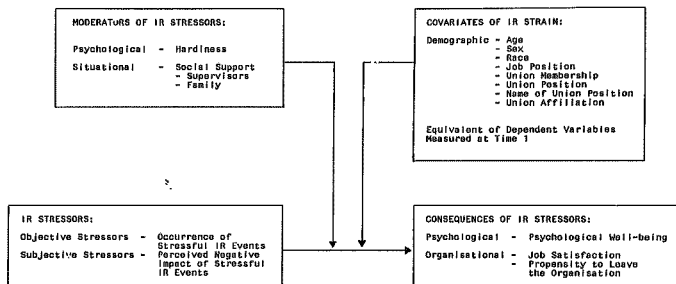 MODERATORS OF IR STRESSORS:
Psychological - Hardiness
Situational - Social Support
- Supervisors
- Family
COVARIATES OF IR STRAIN:
Demographic - Age
- Sex
- Race
- Job Position
- Union Membership
- Union Position
- Name of Union Position
- Union Affiliation
Equivalent of Dependent Variables
Measured at Time 1
IR STRESSORS:
Objective Stressors - Occurrence of
Stressful IR Events
Subjective Stressors - Perceived Negative
Impact of Stressful
IR Events
CONSEQUENCES OF IR STRESSORS:
Psychological - Psychological Well-being
Organisational - Job Satisfaction
- Propensity to Leave
the Organisation